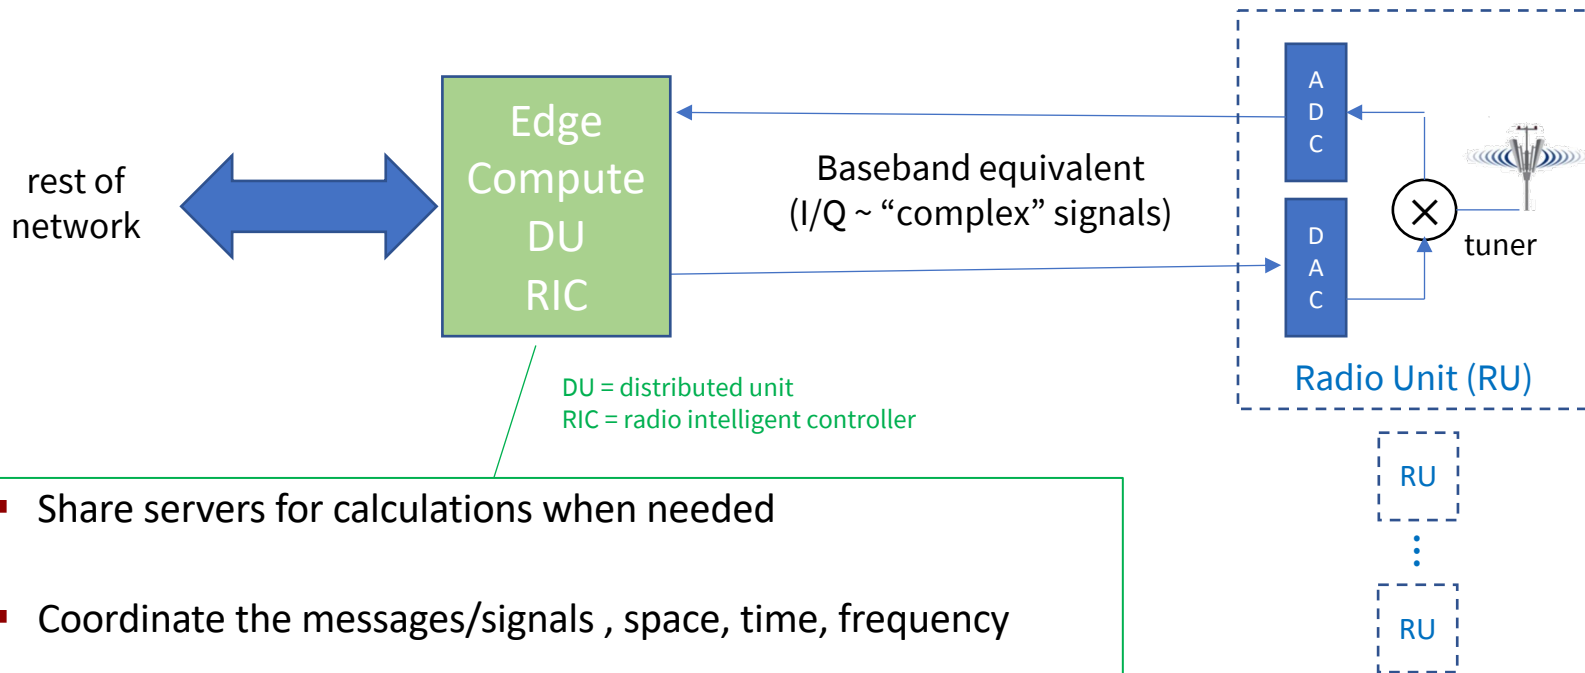 rest of
network
Edge
Compute
DU
RIC
Baseband equivalent
(I/Q ~ “complex” signals)
A
D
C
D
A
C
tuner
Radio Unit (RU)
DU = distributed unit
RIC = radio intelligent controller
RU
RU
Share servers for calculations when needed
Coordinate the messages/signals , space, time, frequency